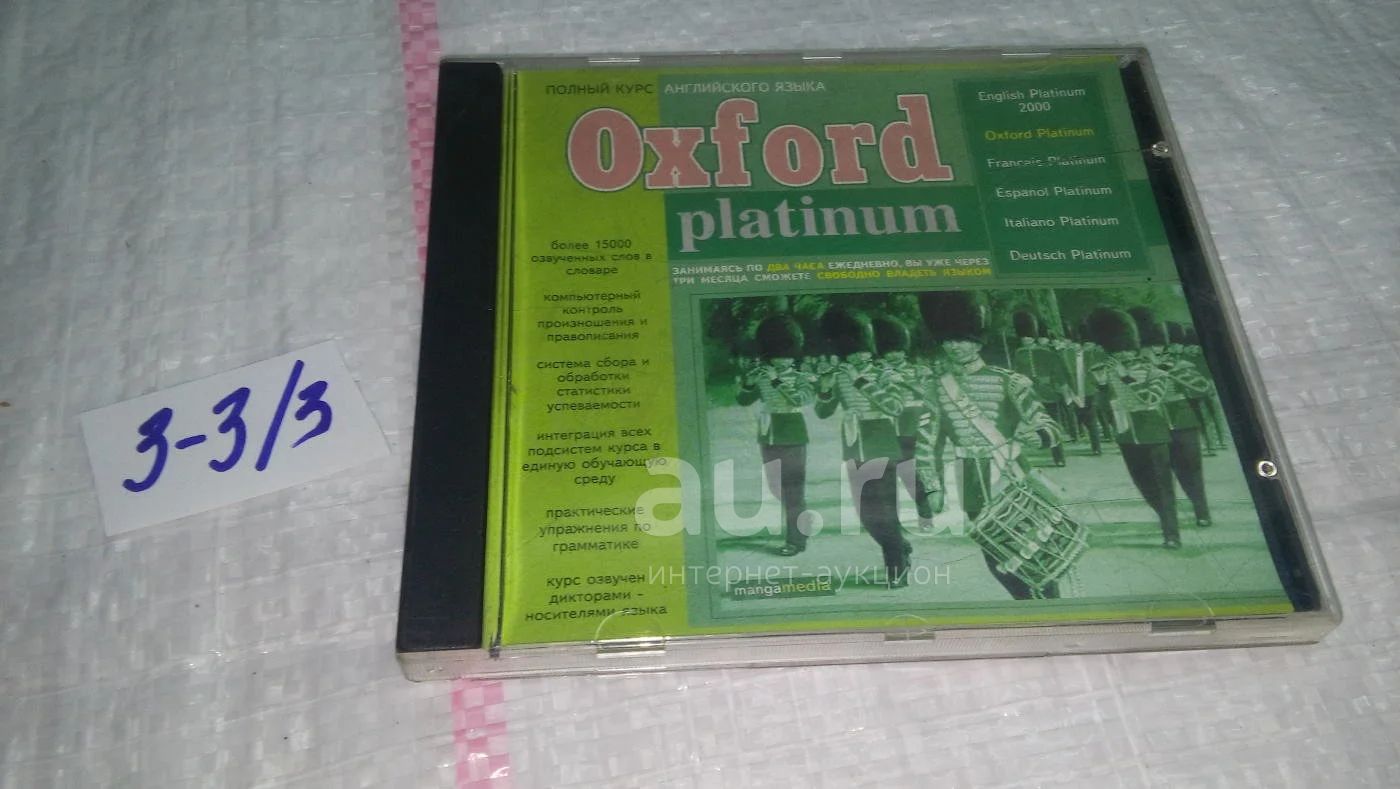 ПОЛНЫЙ КУРС АНГЛИЙСКОГО ЯЗЫКА
Oxford
platinum
English Platinum
2000
Oxford Platinum
Francais Platinum
Espanol Platinum
Italiano Platinum
Deutsch Platinum
ЗАНИМАЯСЬ ПО ДВА ЧАСА ЕЖЕДНЕВНО, ВЫ УЖЕ ЧЕРЕЗ
ТРИ МЕСЯЦА СМОЖЕТЕ СВОБОДНО ВЛАДЕТЬ ЯЗЫКОМ
более 15000
озвученных слов в
словаре
компьютерный
контроль
произношения и
правописания
система сбора и
обработки
статистики
успеваемости
интеграция всех
подсистем курса в
единую обучающую
среду
практические
упражнения по
грамматике
курс озвучен
дикторами -
носителями языка
mangamedia
3-3/3
au.ru
интернет-аукцион